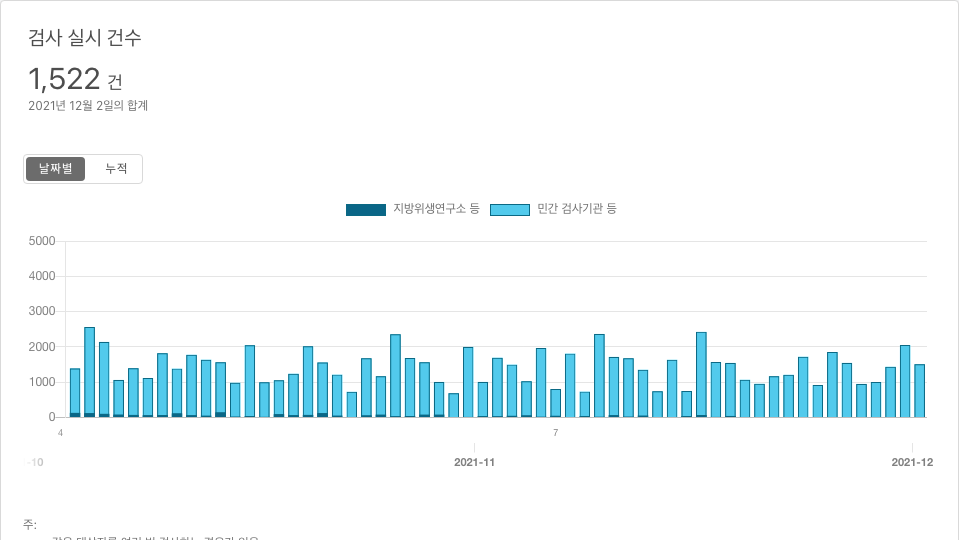 검사 실시 건수
1,522 건
2021년 12월 2일의 합계
날짜별 누적
지방위생연구소 등 민간 검사기관 등
5000
4000
3000
2000
1000
0
4 7
-10 2021-11 2021-12
주: